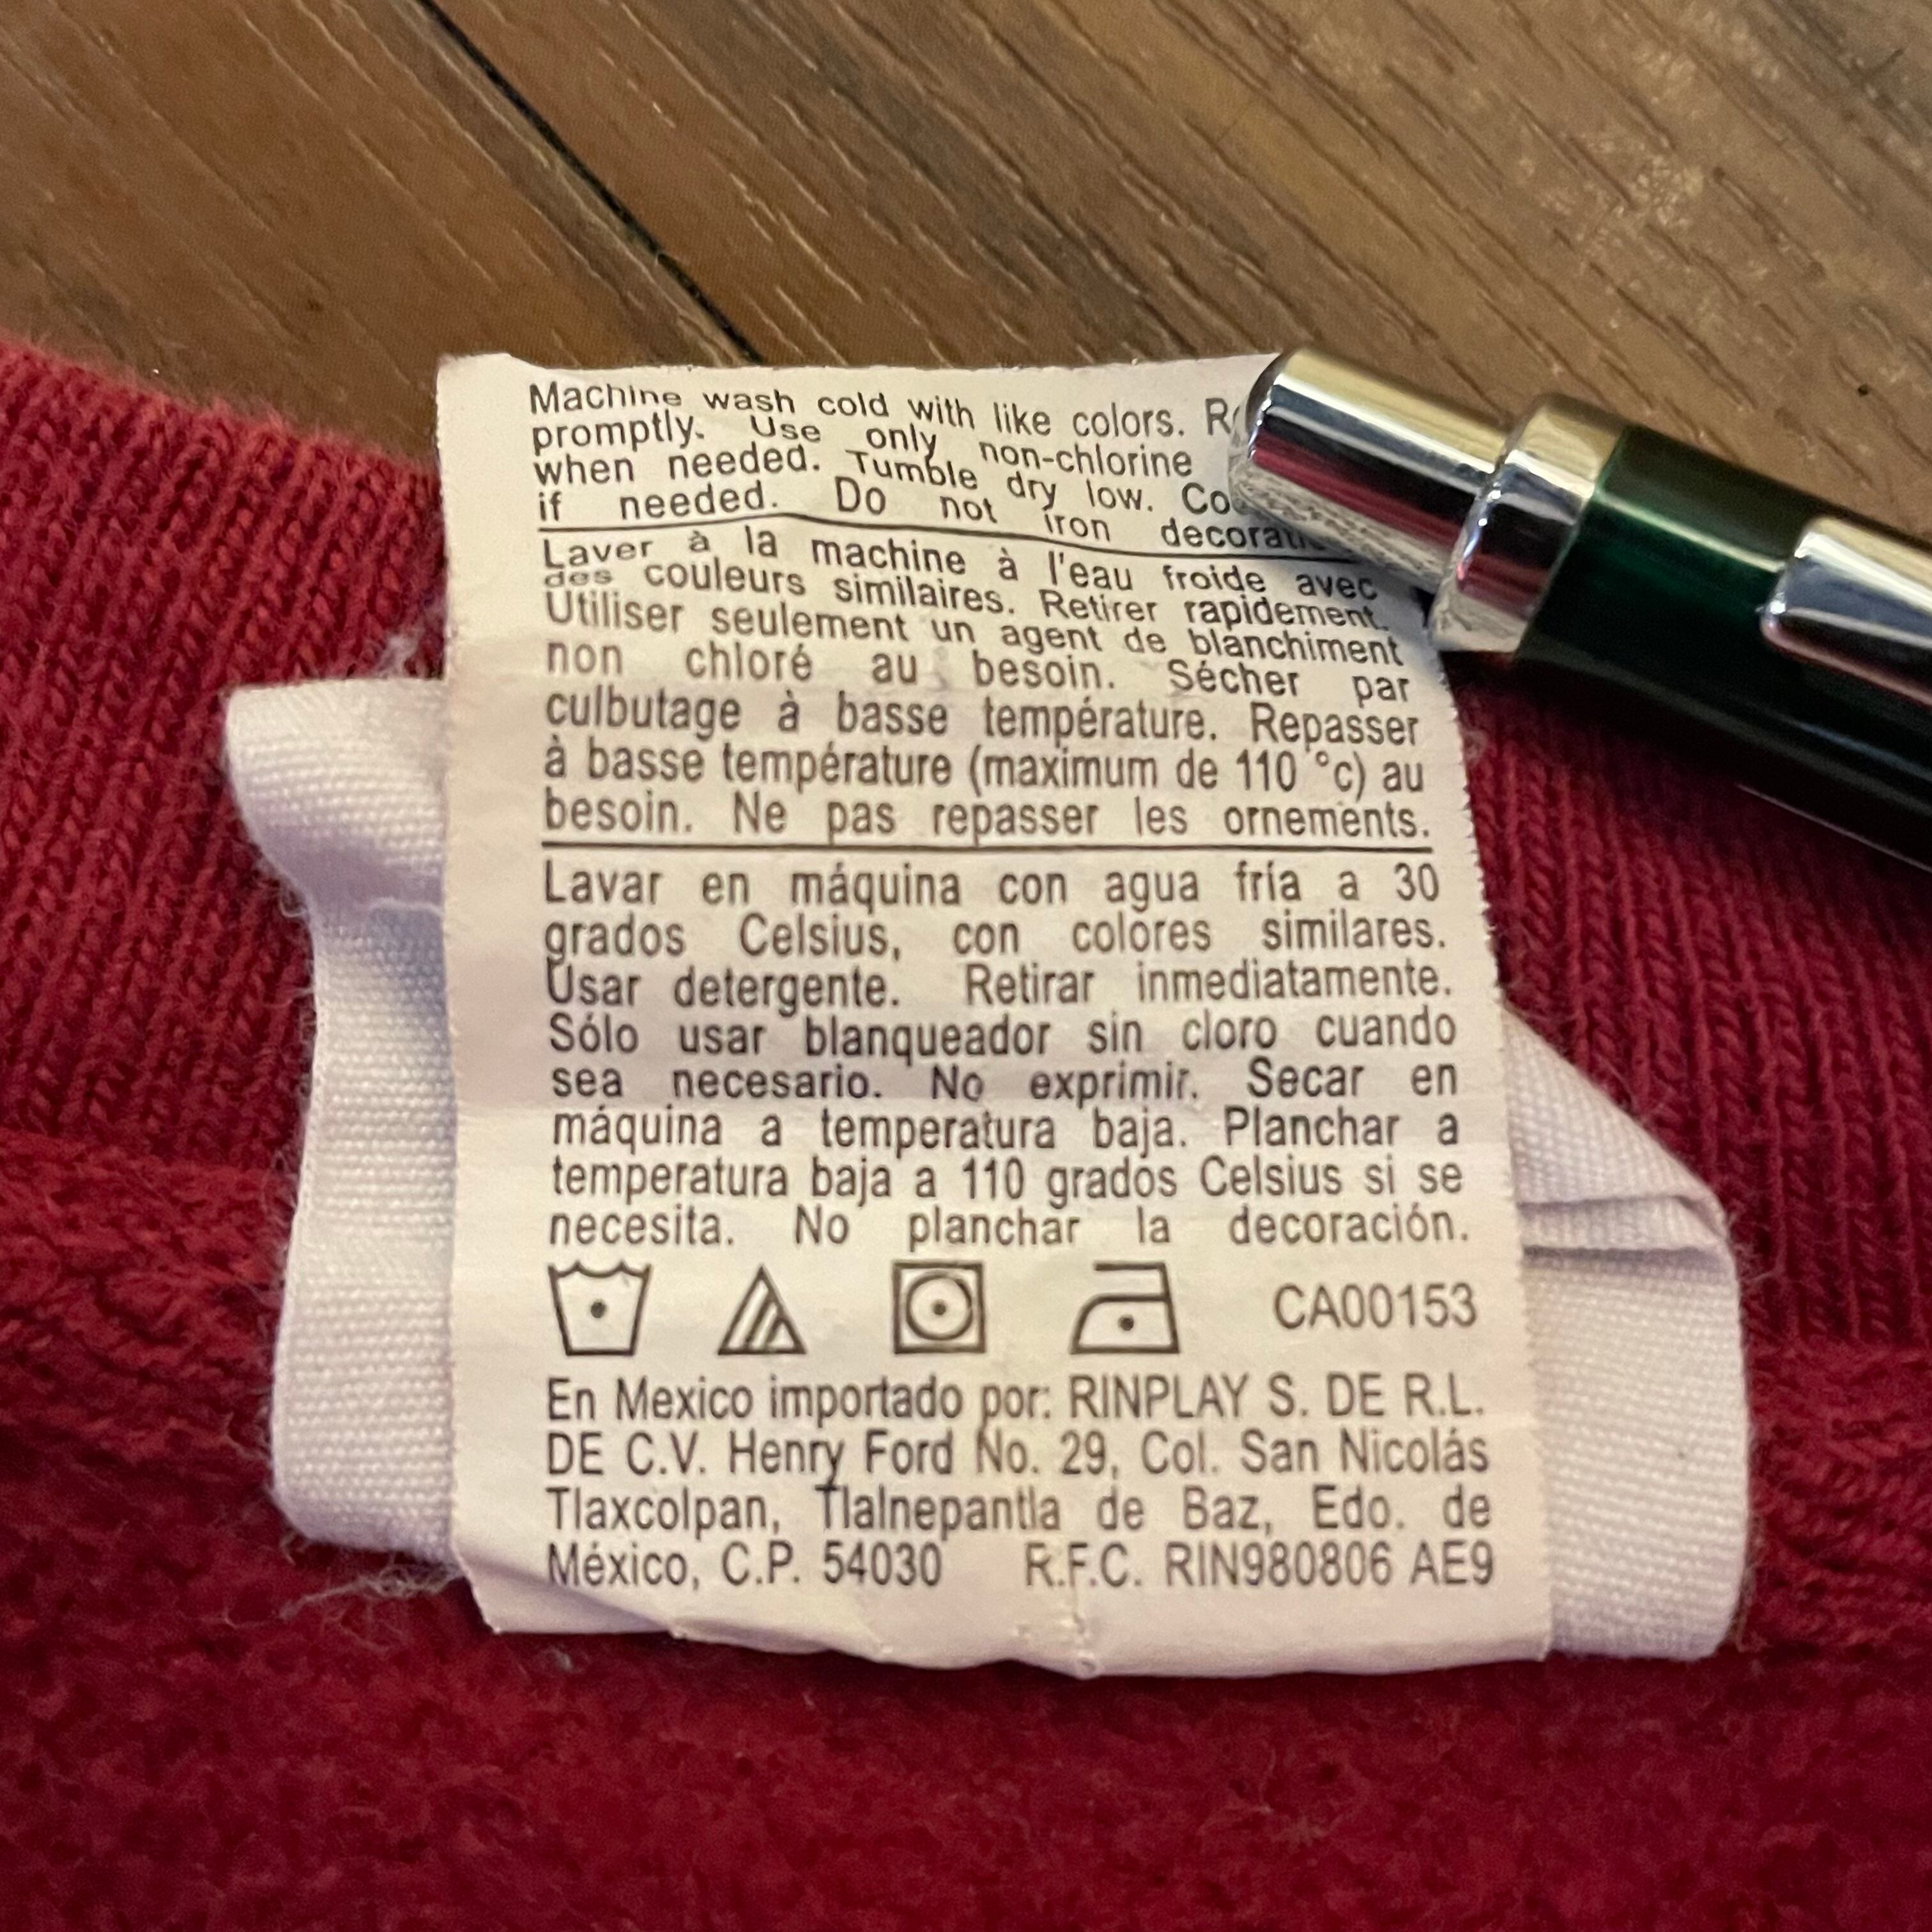 Machine wash cold with like colors.
promptly. Use only non-chlorine
when needed. Tumble dry low.
if needed. Do not iron
Laver à la machine à l'eau froide avec
des couleurs similaires. Retirer rapidement.
Utiliser seulement un agent de blanchiment
non chloré au besoin. Sécher par
culbutage à basse température. Repasser
à basse température (maximum de 110 °c) au
besoin. Ne pas repasser les ornements.
Lavar en máquina con agua fría a 30
grados Celsius, con colores similares.
Usar detergente. Retirar inmediatamente.
Sólo usar blanqueador sin cloro cuando
sea necesario. No exprimir. Secar en
máquina a temperatura baja. Planchar a
temperatura baja a 110 grados Celsius si se
necesita. No planchar la decoración.
CA00153
En Mexico importado por: RINPLAY S. DE R.L.
DE C.V. Henry Ford No. 29, Col. San Nicolás
Tlaxcolpan, Tlalnepantla de Baz, Edo. de
México, C.P. 54030 R.F.C. RIN980806 AE9